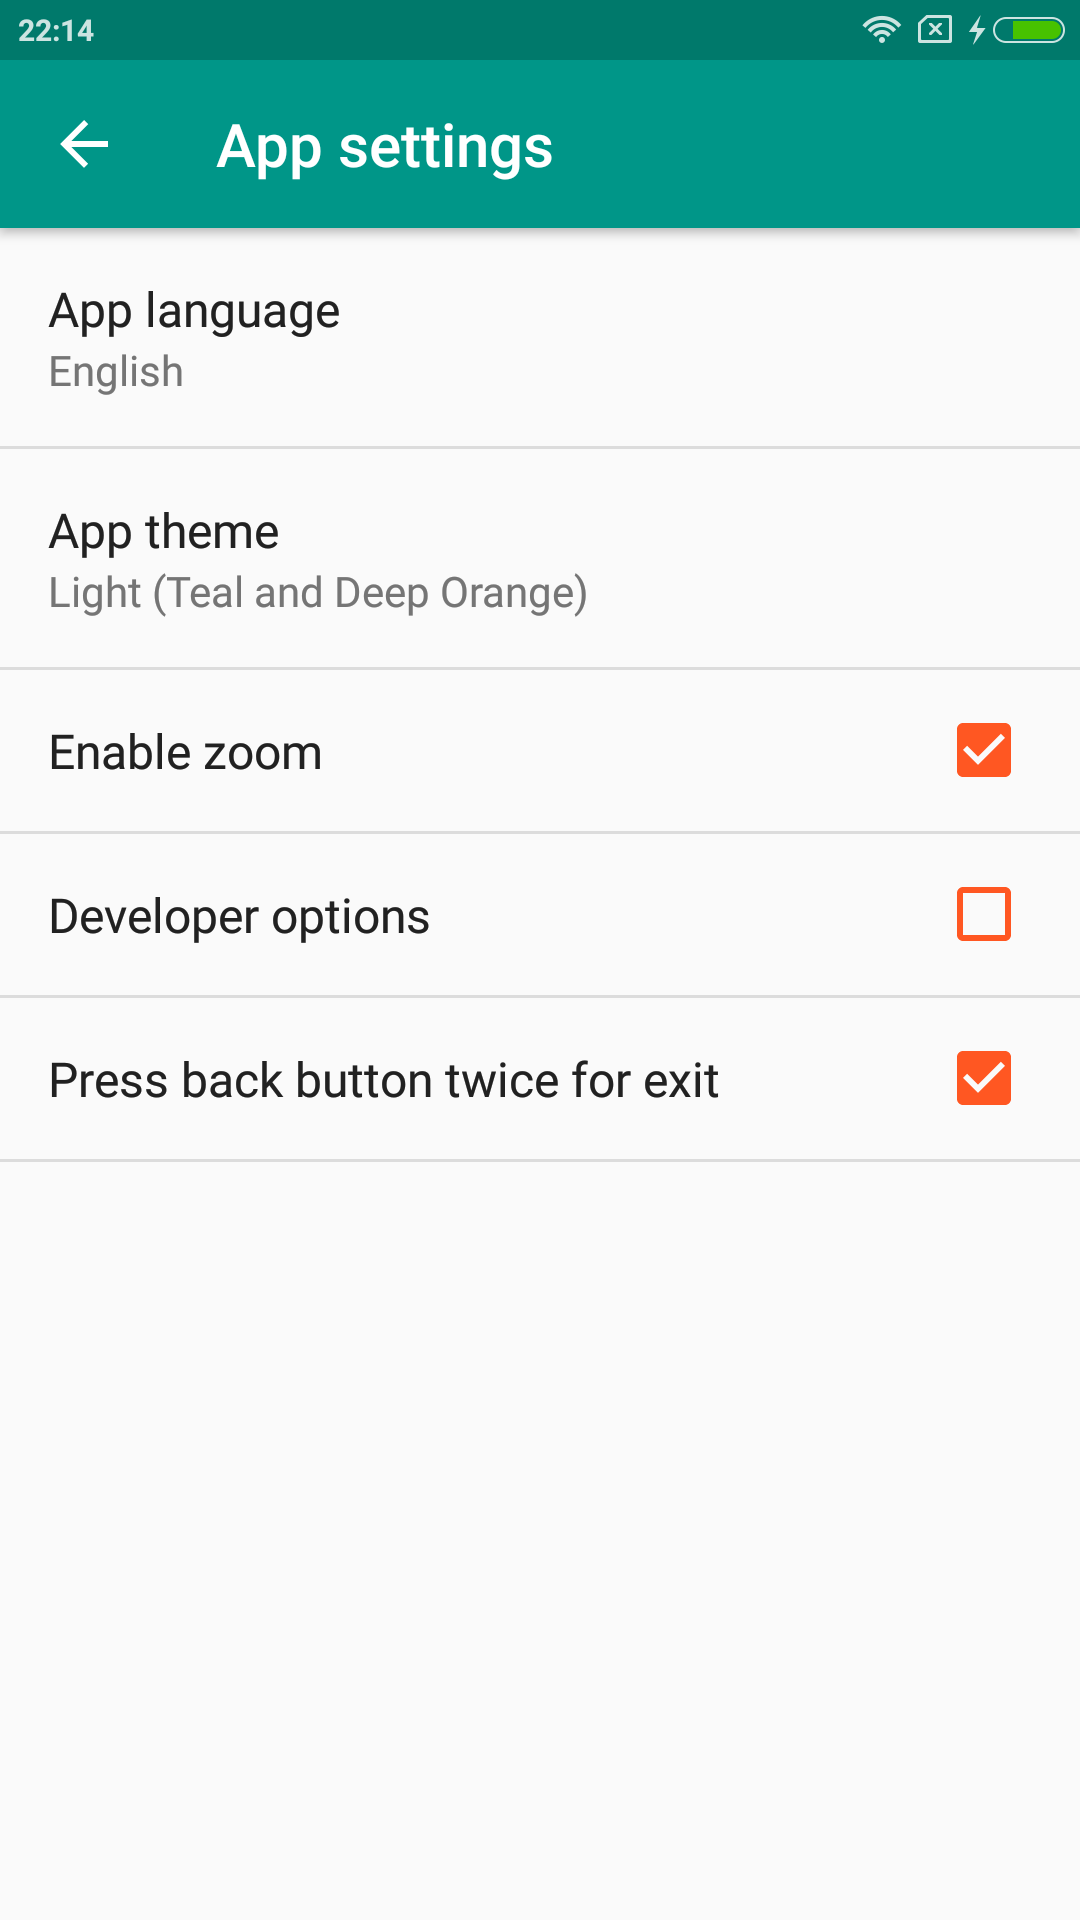 22:14
App settings
App language
English
App theme
Light (Teal and Deep Orange)
Enable zoom
Developer options
Press back button twice for exit